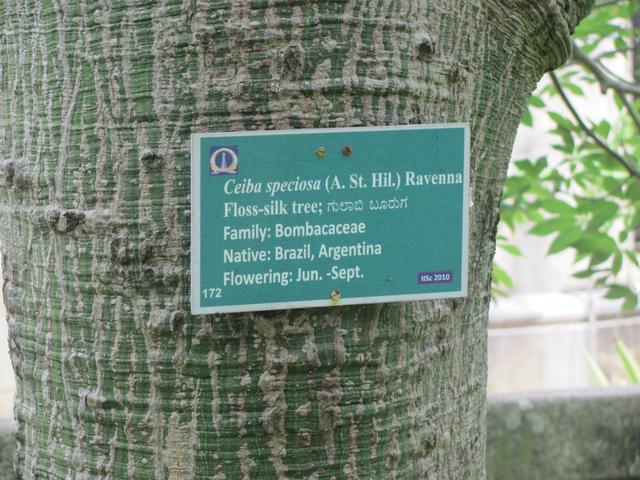 Ceiba speciosa (A. St. Hil.) Ravenna
Floss-silk tree; ಗುಲಾಬಿ ಬೂರುಗ
Family: Bombacaceae
Native: Brazil, Argentina
Flowering: Jun. -Sept.
172
IISc 2010